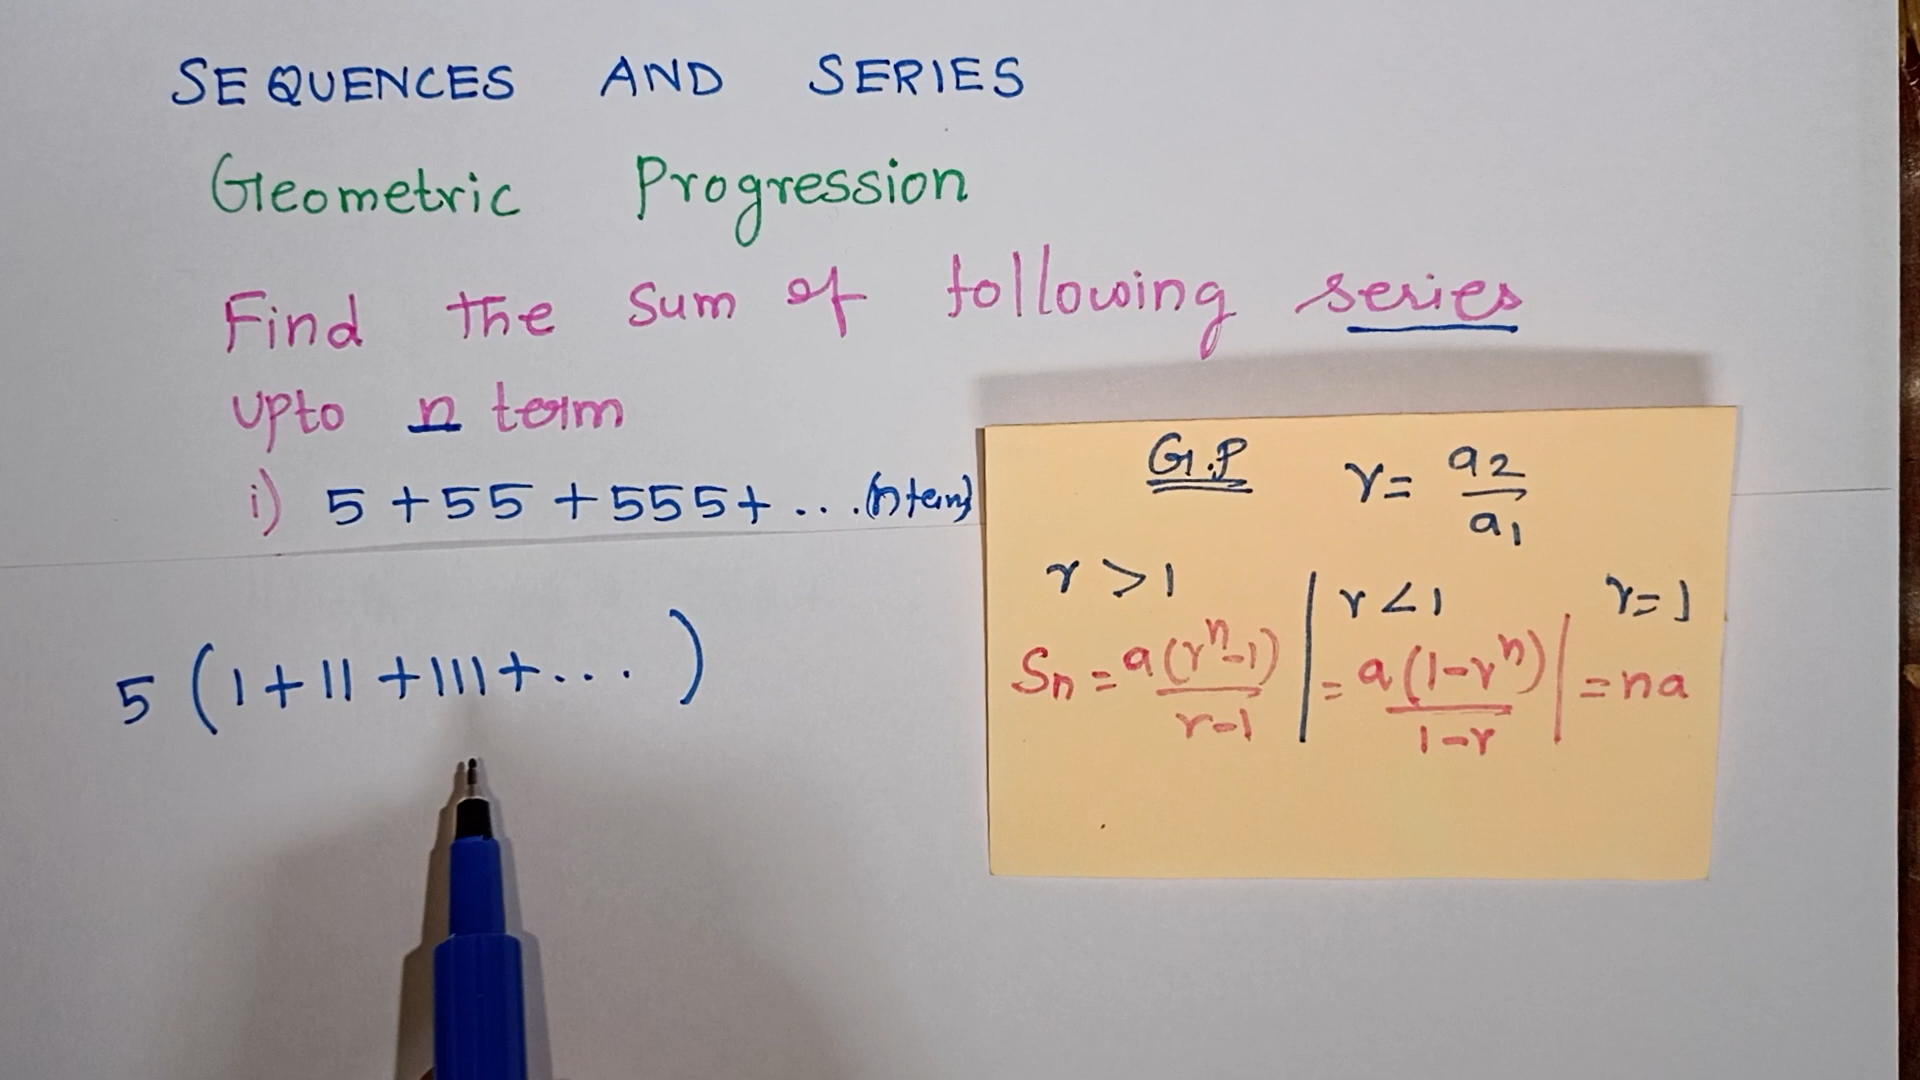 SEQUENCES AND SERIES
Geometric Progression
Find the sum of following series
upto n term
i) 5 + 55 + 555 + ... (n term)
5 ( 1 + 11 + 111 + ... )
G.P r = a2/a1
r > 1 | r < 1 r = 1
Sn = a(r^n - 1)/r-1 | = a(1 - r^n)/1-r | = na